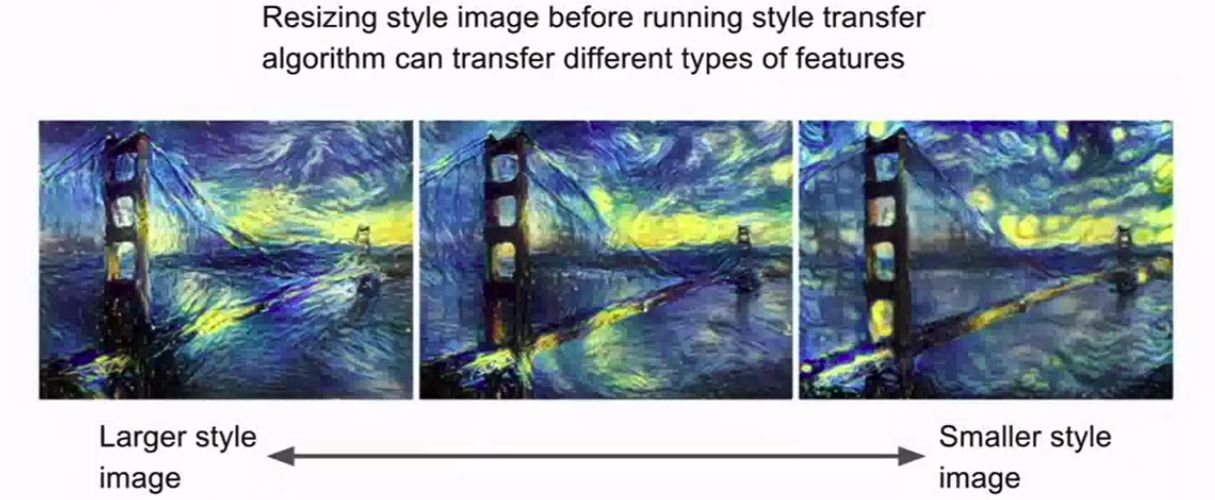 Resizing style image before running style transfer
algorithm can transfer different types of features
Larger style
image
Smaller style
image